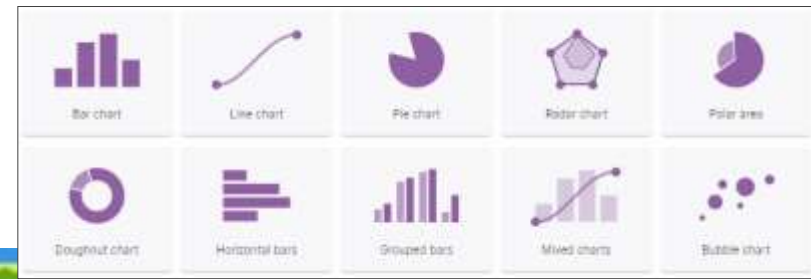 Bar chart
Line chart
Pie chart
Radar chart
Polar area
Doughnut chart
Horizontal bars
Grouped bars
Mixed charts
Bubble chart